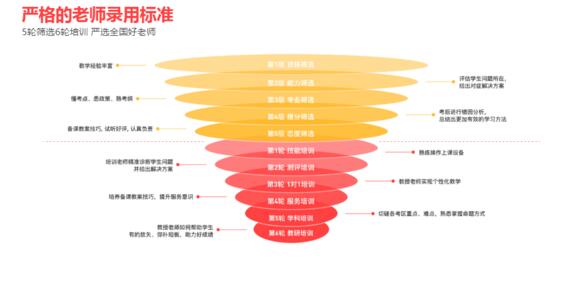 严格的老师录用标准
5轮筛选6轮培训 严选全国好老师
第1层 资核筛选
教学经验丰富
第2层 能力筛选
评估学生问题所在,
给出对症解决方案
第3层 专业筛选
懂考点、悉政策、熟考纲
第4层 提分筛选
考后进行错因分析,
总结出更加有效的学习方法
第5层 态度筛选
备课教案技巧, 试听好评, 认真负责
第1轮 技能培训
熟练操作上课设备
第2轮 测评培训
培训老师精准诊断学生问题
并给出解决方案
第3轮 1对1培训
教授老师实现个性化教学
第4轮 服务培训
培养备课教案技巧、提升服务意识
第5轮 学科培训
切磋各考区重点、难点、熟悉掌握命题方式
第6轮 教研培训
教授老师如何帮助学生
有的放矢、弥补短板、助力好成绩